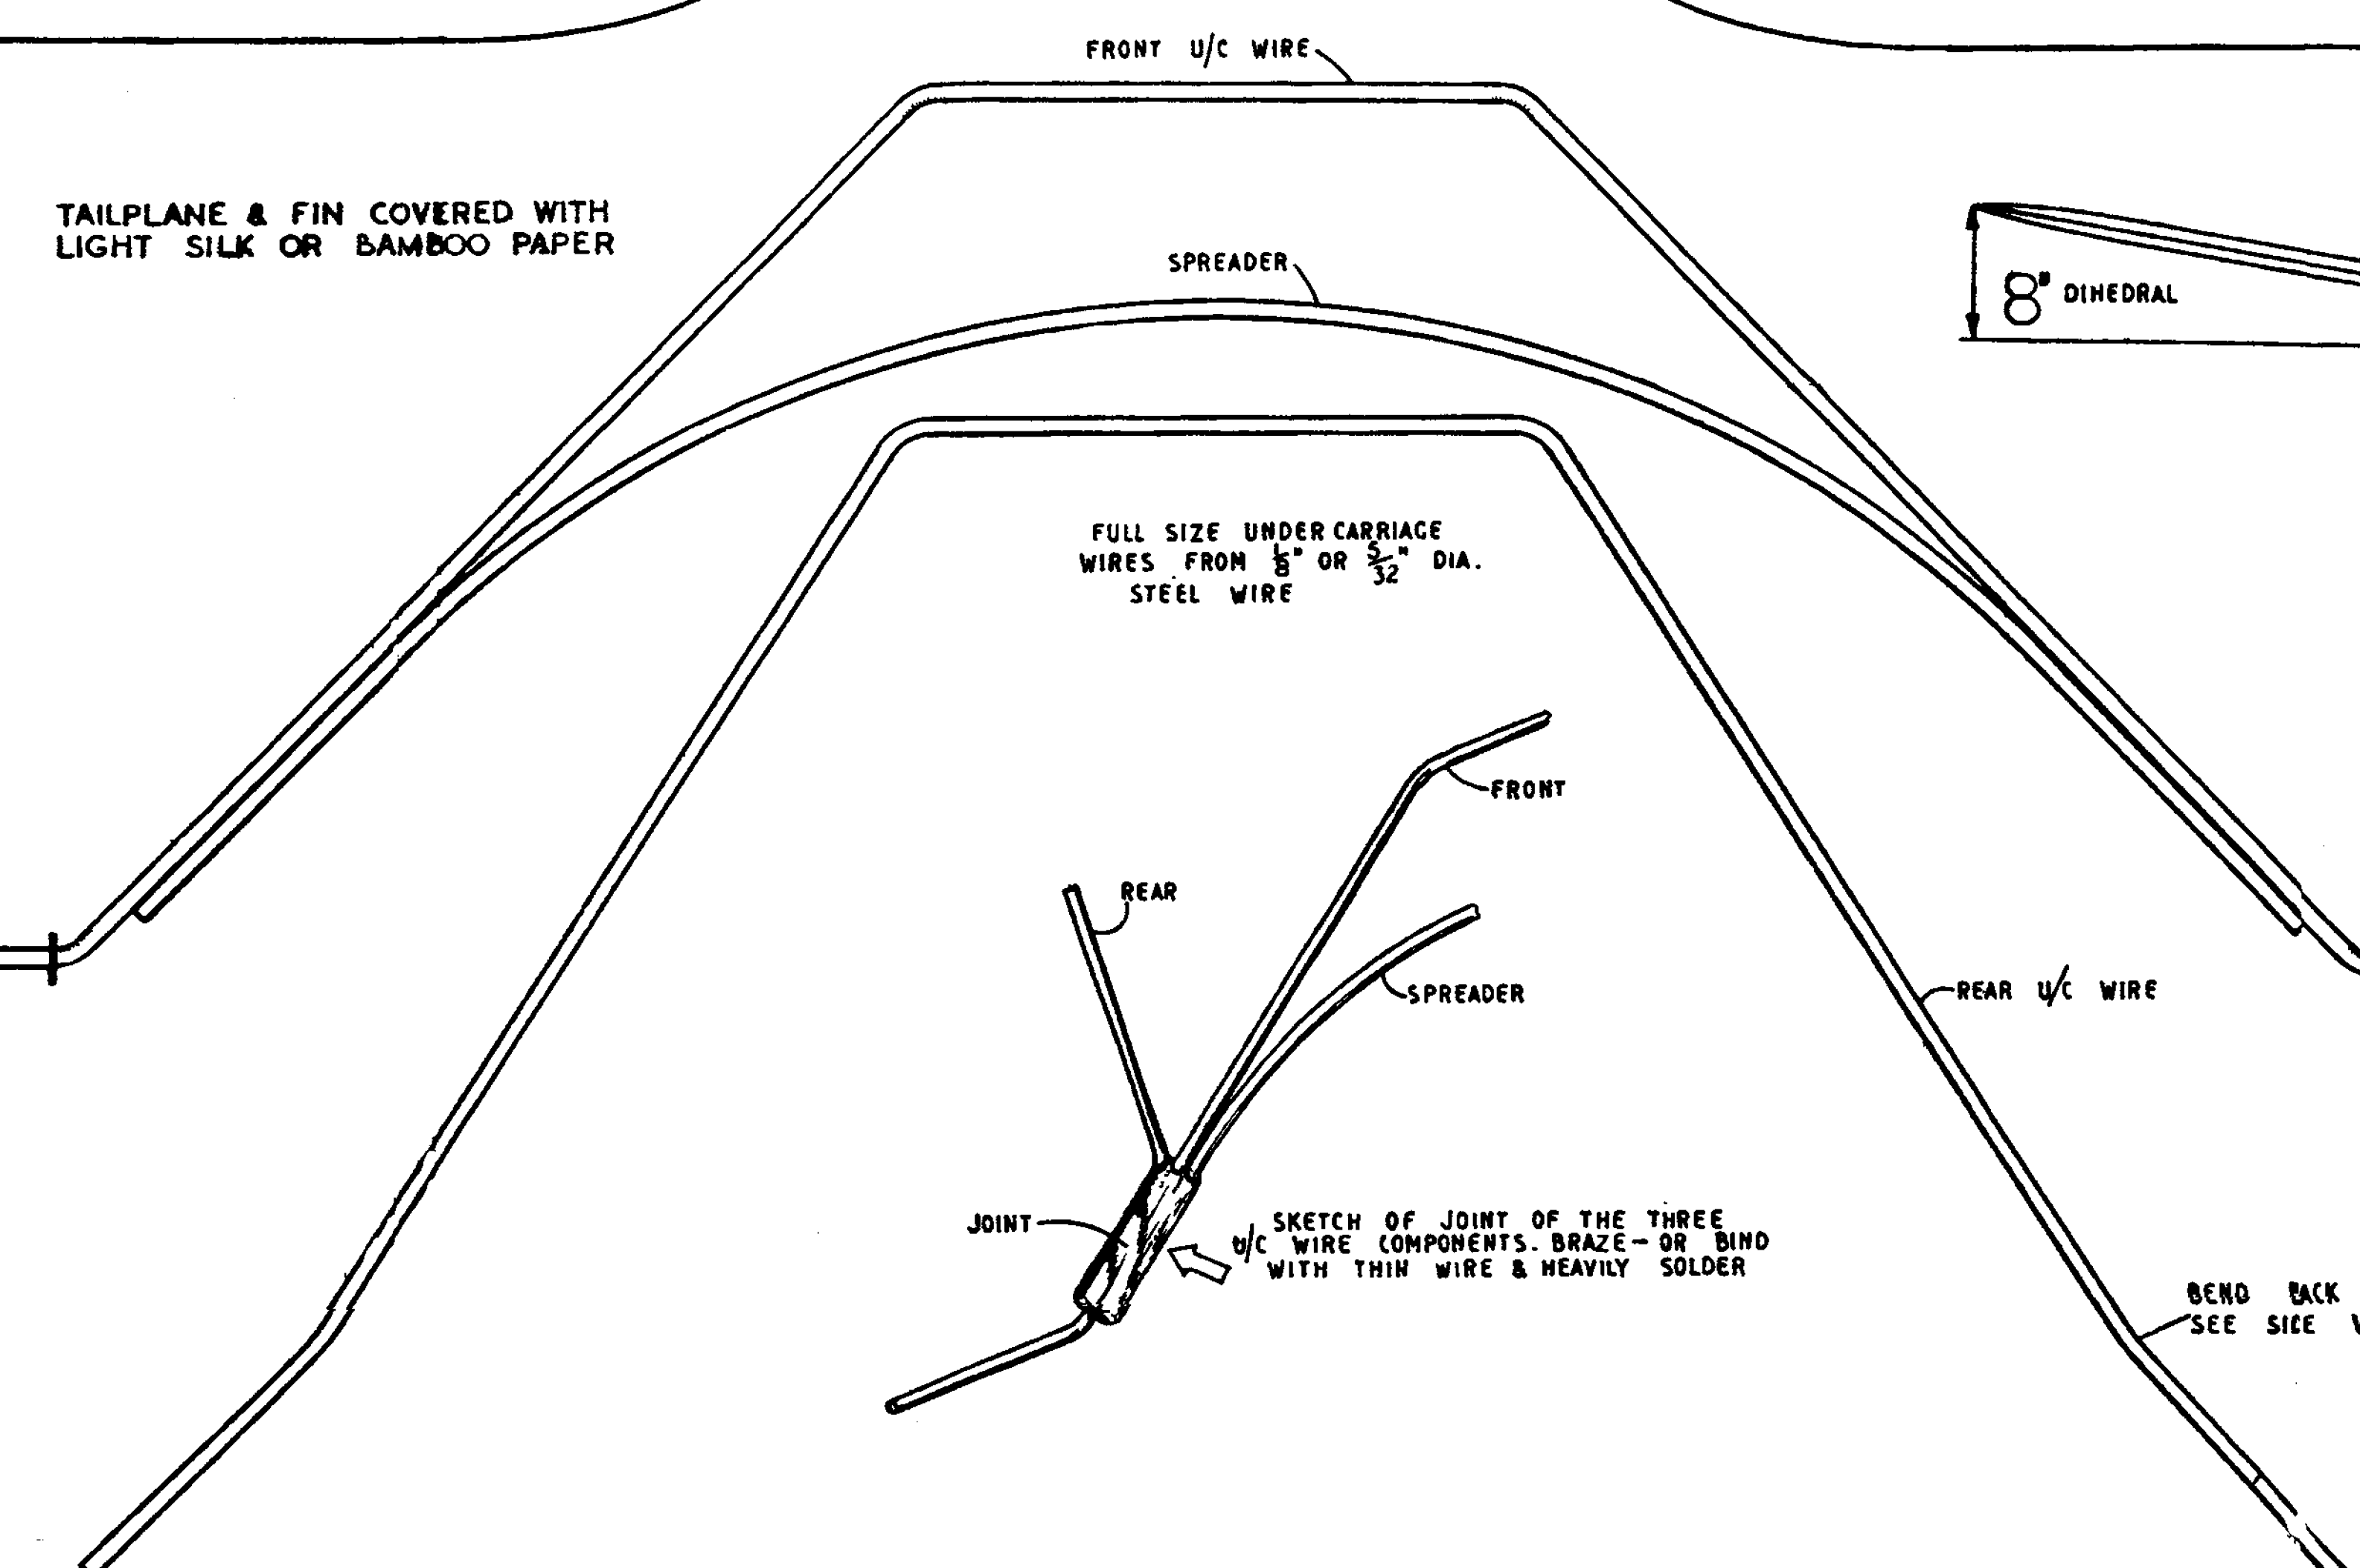 FRONT U/C WIRE
TAILPLANE & FIN COVERED WITH
LIGHT SILK OR BAMBOO PAPER
SPREADER
8" DIHEDRAL
FULL SIZE UNDERCARRIAGE
WIRES FROM 1/8" OR 5/32" DIA.
STEEL WIRE
FRONT
REAR
SPREADER
REAR U/C WIRE
JOINT
SKETCH OF JOINT OF THE THREE
U/C WIRE COMPONENTS. BRAZE - OR BIND
WITH THIN WIRE & HEAVILY SOLDER
BEND BACK
SEE SIDE